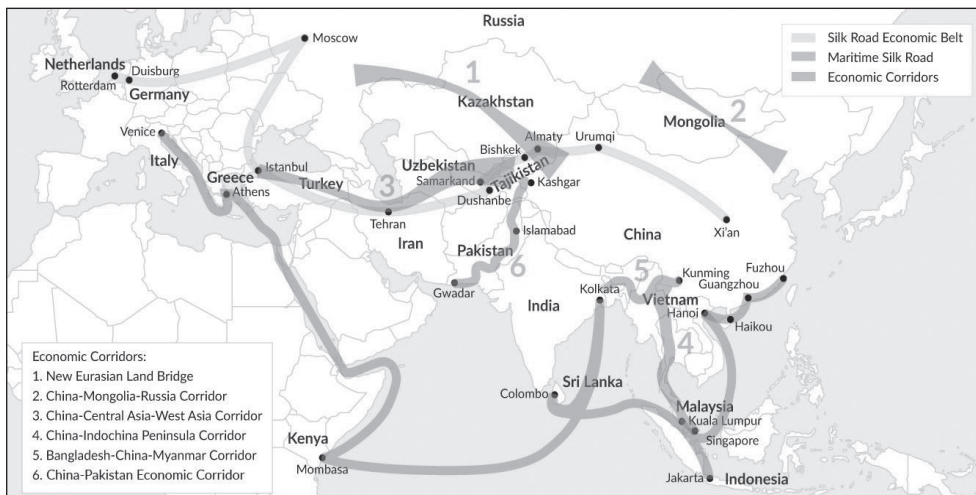 Russia
Moscow
Silk Road Economic Belt
Maritime Silk Road
Economic Corridors
Netherlands
Duisburg
Rotterdam
Germany
1
Kazakhstan
2
Mongolia
Venice
Italy
Almaty
Urumqi
Bishkek
Greece
Istanbul
Athens
Turkey
3
Uzbekistan
Samarkand
Tajikistan
Kashgar
Dushanbe
Tehran
Iran
Xi'an
Pakistan
Islamabad
China
6
Gwadar
India
Kolkata
5
Kunming
Fuzhou
Guangzhou
Vietnam
Hanoi
Haikou
4
Economic Corridors:
1. New Eurasian Land Bridge
2. China-Mongolia-Russia Corridor
3. China-Central Asia-West Asia Corridor
4. China-Indochina Peninsula Corridor
5. Bangladesh-China-Myanmar Corridor
6. China-Pakistan Economic Corridor
Sri Lanka
Colombo
Malaysia
Kuala Lumpur
Singapore
Kenya
Mombasa
Jakarta
Indonesia